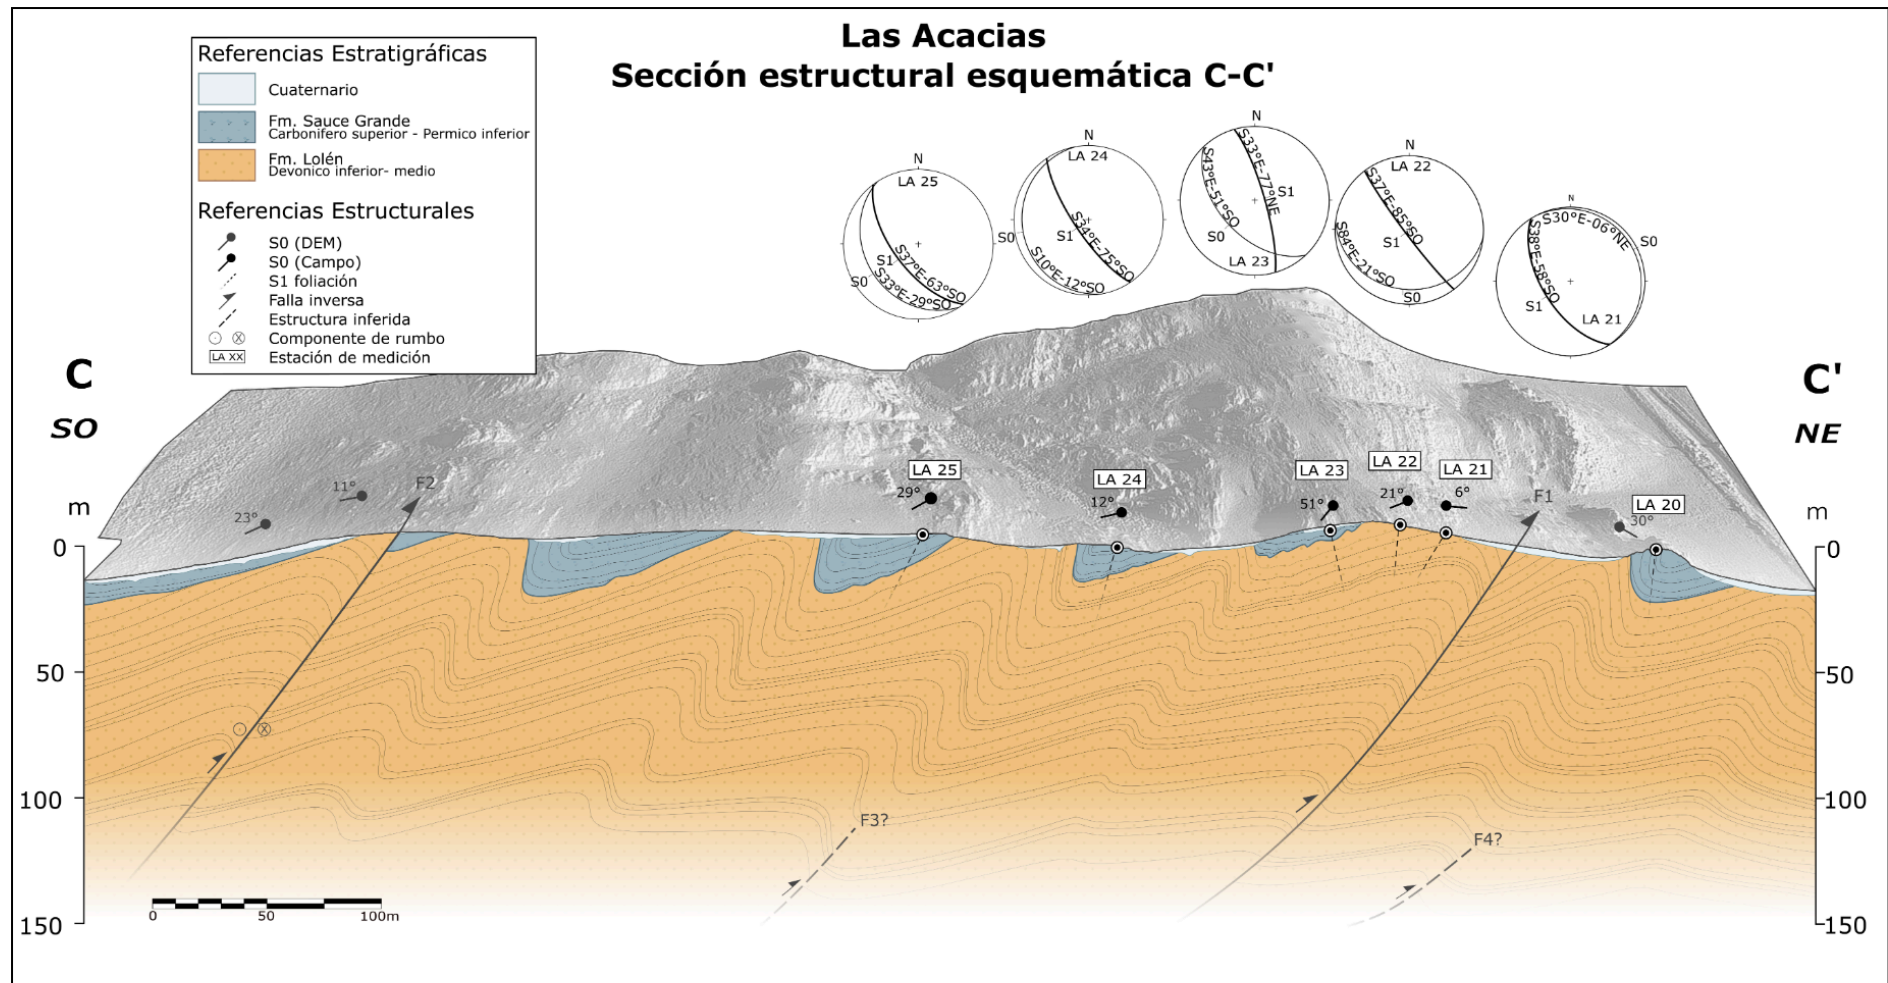 Las Acacias
Sección estructural esquemática C-C'
Referencias Estratigráficas
Cuaternario
Fm. Sauce Grande
Carbonifero superior - Permico inferior
Fm. Lolén
Devonico inferior- medio
Referencias Estructurales
S0 (DEM)
S0 (Campo)
S1 foliación
Falla inversa
Estructura inferida
Componente de rumbo
LA XX
Estación de medición
N
LA 25
S1
S37°E-63°SO
S33°E-29°SO
S0
N
LA 24
S0
S1
S34°E-75°SO
S10°E-12°SO
N
S33°E-77°NE
S43°E-51°SO
S1
S0
LA 23
N
LA 22
S37°E-85°SO
S84°E-21°SO
S1
S0
N
S30°E-06°NE
S0
S38°E-58°SO
S1
LA 21
C
SO
C'
NE
m
m
11°
F2
23°
LA 25
29°
LA 24
12°
LA 23
51°
LA 22
21°
LA 21
6°
F1
LA 20
30°
0
50
100
150
0
50
100
150
F3?
F4?
0 50 100m